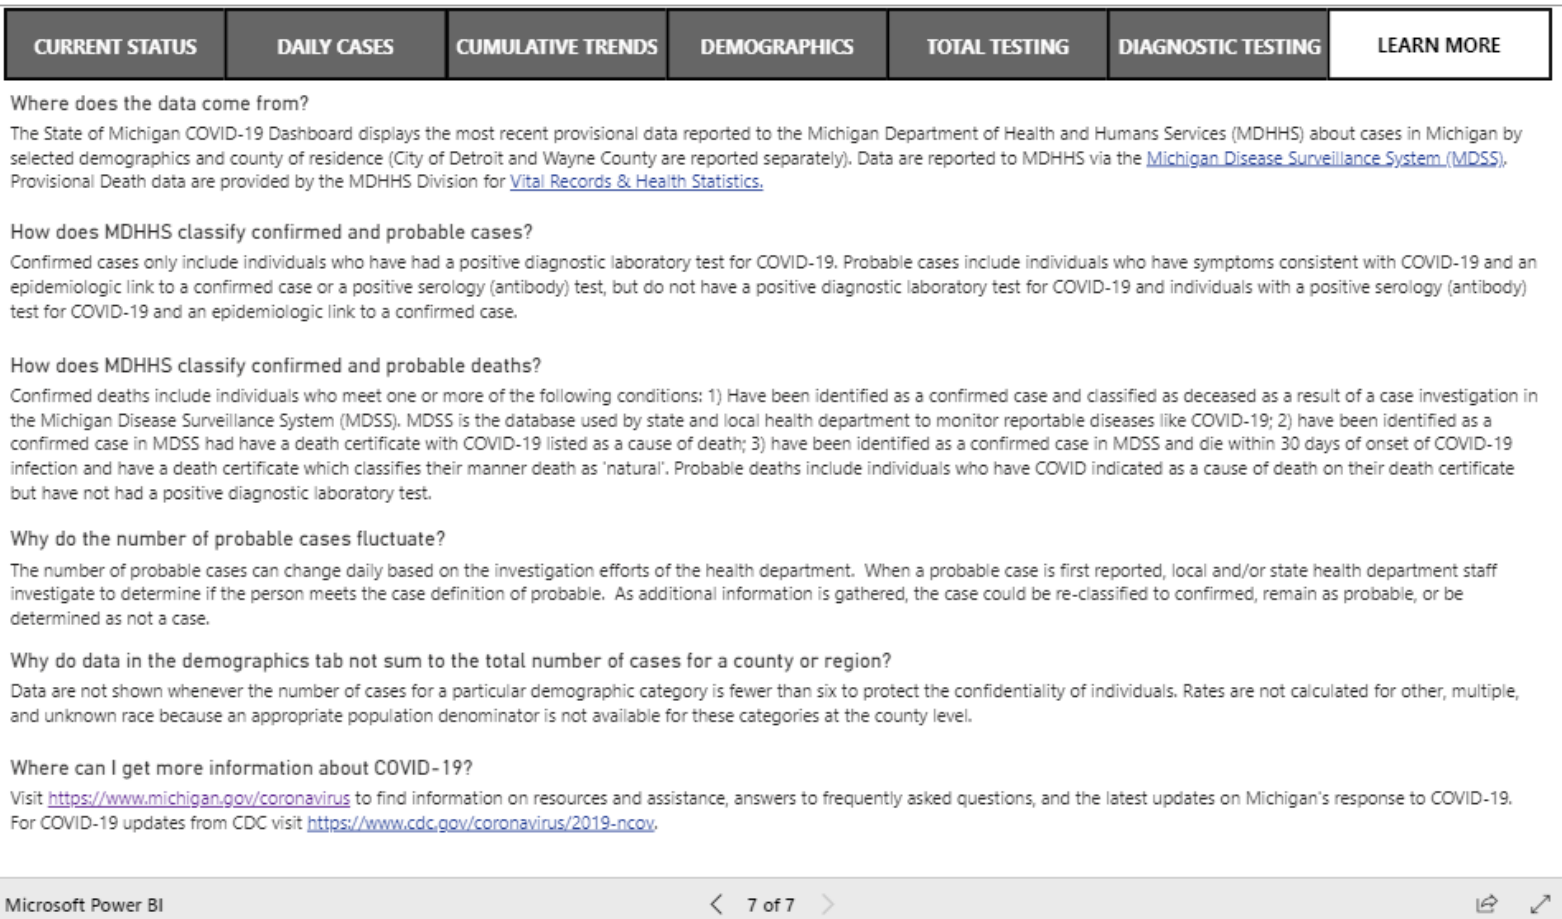 CURRENT STATUS DAILY CASES CUMULATIVE TRENDS DEMOGRAPHICS TOTAL TESTING DIAGNOSTIC TESTING LEARN MORE
Where does the data come from?
The State of Michigan COVID-19 Dashboard displays the most recent provisional data reported to the Michigan Department of Health and Humans Services (MDHHS) about cases in Michigan by
selected demographics and county of residence (City of Detroit and Wayne County are reported separately). Data are reported to MDHHS via the Michigan Disease Surveillance System (MDSS),
Provisional Death data are provided by the MDHHS Division for Vital Records & Health Statistics.
How does MDHHS classify confirmed and probable cases?
Confirmed cases only include individuals who have had a positive diagnostic laboratory test for COVID-19. Probable cases include individuals who have symptoms consistent with COVID-19 and an
epidemiologic link to a confirmed case or a positive serology (antibody) test, but do not have a positive diagnostic laboratory test for COVID-19 and individuals with a positive serology (antibody)
test for COVID-19 and an epidemiologic link to a confirmed case.
How does MDHHS classify confirmed and probable deaths?
Confirmed deaths include individuals who meet one or more of the following conditions: 1) Have been identified as a confirmed case and classified as deceased as a result of a case investigation in
the Michigan Disease Surveillance System (MDSS). MDSS is the database used by state and local health department to monitor reportable diseases like COVID-19; 2) have been identified as a
confirmed case in MDSS had have a death certificate with COVID-19 listed as a cause of death; 3) have been identified as a confirmed case in MDSS and die within 30 days of onset of COVID-19
infection and have a death certificate which classifies their manner death as 'natural'. Probable deaths include individuals who have COVID indicated as a cause of death on their death certificate
but have not had a positive diagnostic laboratory test.
Why do the number of probable cases fluctuate?
The number of probable cases can change daily based on the investigation efforts of the health department. When a probable case is first reported, local and/or state health department staff
investigate to determine if the person meets the case definition of probable. As additional information is gathered, the case could be re-classified to confirmed, remain as probable, or be
determined as not a case.
Why do data in the demographics tab not sum to the total number of cases for a county or region?
Data are not shown whenever the number of cases for a particular demographic category is fewer than six to protect the confidentiality of individuals. Rates are not calculated for other, multiple,
and unknown race because an appropriate population denominator is not available for these categories at the county level.
Where can I get more information about COVID-19?
Visit https://www.michigan.gov/coronavirus to find information on resources and assistance, answers to frequently asked questions, and the latest updates on Michigan's response to COVID-19.
For COVID-19 updates from CDC visit https://www.cdc.gov/coronavirus/2019-ncov.
Microsoft Power BI 7 of 7